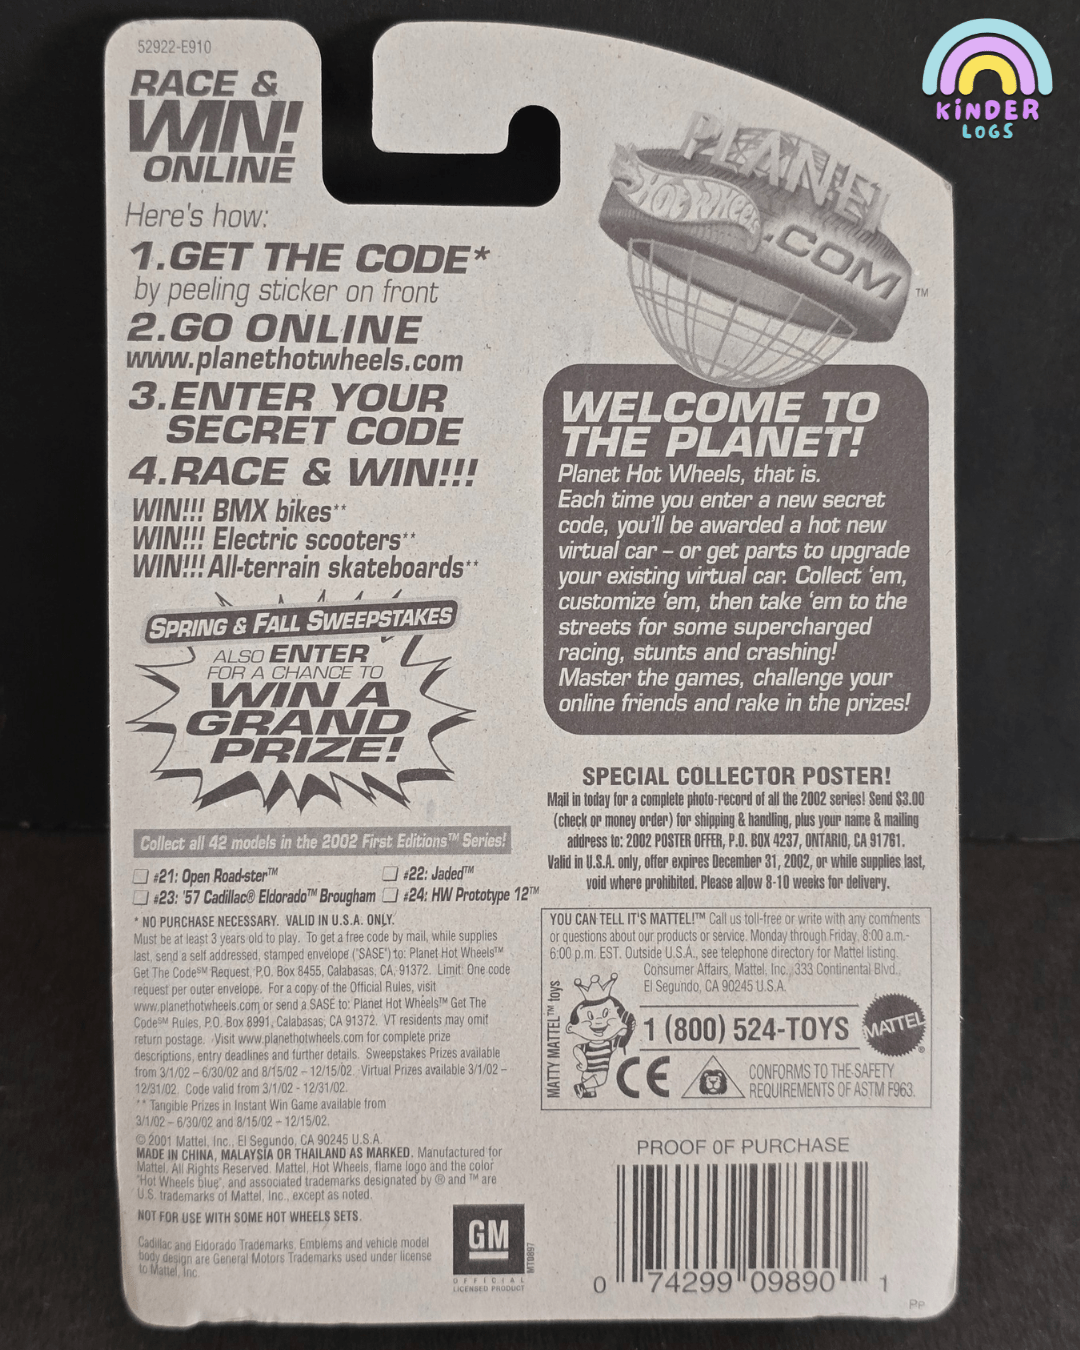 52922-E910
RACE &
WIN!
ONLINE
Here's how:
1.GET THE CODE*
by peeling sticker on front
2.GO ONLINE
www.planethotwheels.com
3.ENTER YOUR
SECRET CODE
4.RACE & WIN!!!
WIN!!! BMX bikes**
WIN!!! Electric scooters**
WIN!!! All-terrain skateboards**
SPRING & FALL SWEEPSTAKES
ALSO ENTER
FOR A CHANCE TO
WIN A
GRAND
PRIZE!
Collect all 42 models in the 2002 First Editions™ Series!
#21: Open Road-ster™ #22: Jaded™
#23: '57 Cadillac® Eldorado™ Brougham #24: HW Prototype 12™
* NO PURCHASE NECESSARY. VALID IN U.S.A. ONLY.
Must be at least 3 years old to play. To get a free code by mail, while supplies
last, send a self addressed, stamped envelope ("SASE") to: Planet Hot Wheels™
Get The Code℠ Request, P.O. Box 8455, Calabasas, CA, 91372. Limit: One code
request per outer envelope. For a copy of the Official Rules, visit
www.planethotwheels.com or send a SASE to: Planet Hot Wheels™ Get The
Code℠ Rules, P.O. Box 8991, Calabasas, CA 91372. VT residents may omit
return postage. Visit www.planethotwheels.com for complete prize
descriptions, entry deadlines and further details. Sweepstakes Prizes available
from 3/1/02 – 6/30/02 and 8/15/02 – 12/15/02. Virtual Prizes available 3/1/02 –
12/31/02. Code valid from 3/1/02 - 12/31/02.
** Tangible Prizes in Instant Win Game available from
3/1/02 – 6/30/02 and 8/15/02 – 12/15/02.
© 2001 Mattel, Inc., El Segundo, CA 90245 U.S.A.
MADE IN CHINA, MALAYSIA OR THAILAND AS MARKED. Manufactured for
Mattel. All Rights Reserved. Mattel, Hot Wheels, flame logo and the color
"Hot Wheels blue", and associated trademarks designated by ® and ™ are
U.S. trademarks of Mattel, Inc., except as noted.
NOT FOR USE WITH SOME HOT WHEELS SETS.
Cadillac and Eldorado Trademarks, Emblems and vehicle model
body design are General Motors Trademarks used under license
to Mattel, Inc.
GM
OFFICIAL
LICENSED PRODUCT
MT9897
KiNDER
LOGS
PLANET
HOT WHEELS
.COM
™
WELCOME TO
THE PLANET!
Planet Hot Wheels, that is.
Each time you enter a new secret
code, you'll be awarded a hot new
virtual car – or get parts to upgrade
your existing virtual car. Collect 'em,
customize 'em, then take 'em to the
streets for some supercharged
racing, stunts and crashing!
Master the games, challenge your
online friends and rake in the prizes!
SPECIAL COLLECTOR POSTER!
Mail in today for a complete photo-record of all the 2002 series! Send $3.00
(check or money order) for shipping & handling, plus your name & mailing
address to: 2002 POSTER OFFER, P.O. BOX 4237, ONTARIO, CA 91761.
Valid in U.S.A. only, offer expires December 31, 2002, or while supplies last,
void where prohibited. Please allow 8-10 weeks for delivery.
YOU CAN TELL IT'S MATTEL!™ Call us toll-free or write with any comments
or questions about our products or service. Monday through Friday, 8:00 a.m.-
6:00 p.m. EST. Outside U.S.A., see telephone directory for Mattel listing.
Consumer Affairs, Mattel, Inc., 333 Continental Blvd.,
El Segundo, CA 90245 U.S.A.
MATTY MATTEL™ toys
1 (800) 524-TOYS
MATTEL®
CE
CONFORMS TO THE SAFETY
REQUIREMENTS OF ASTM F963.
PROOF OF PURCHASE
0 74299 09890 1
PP